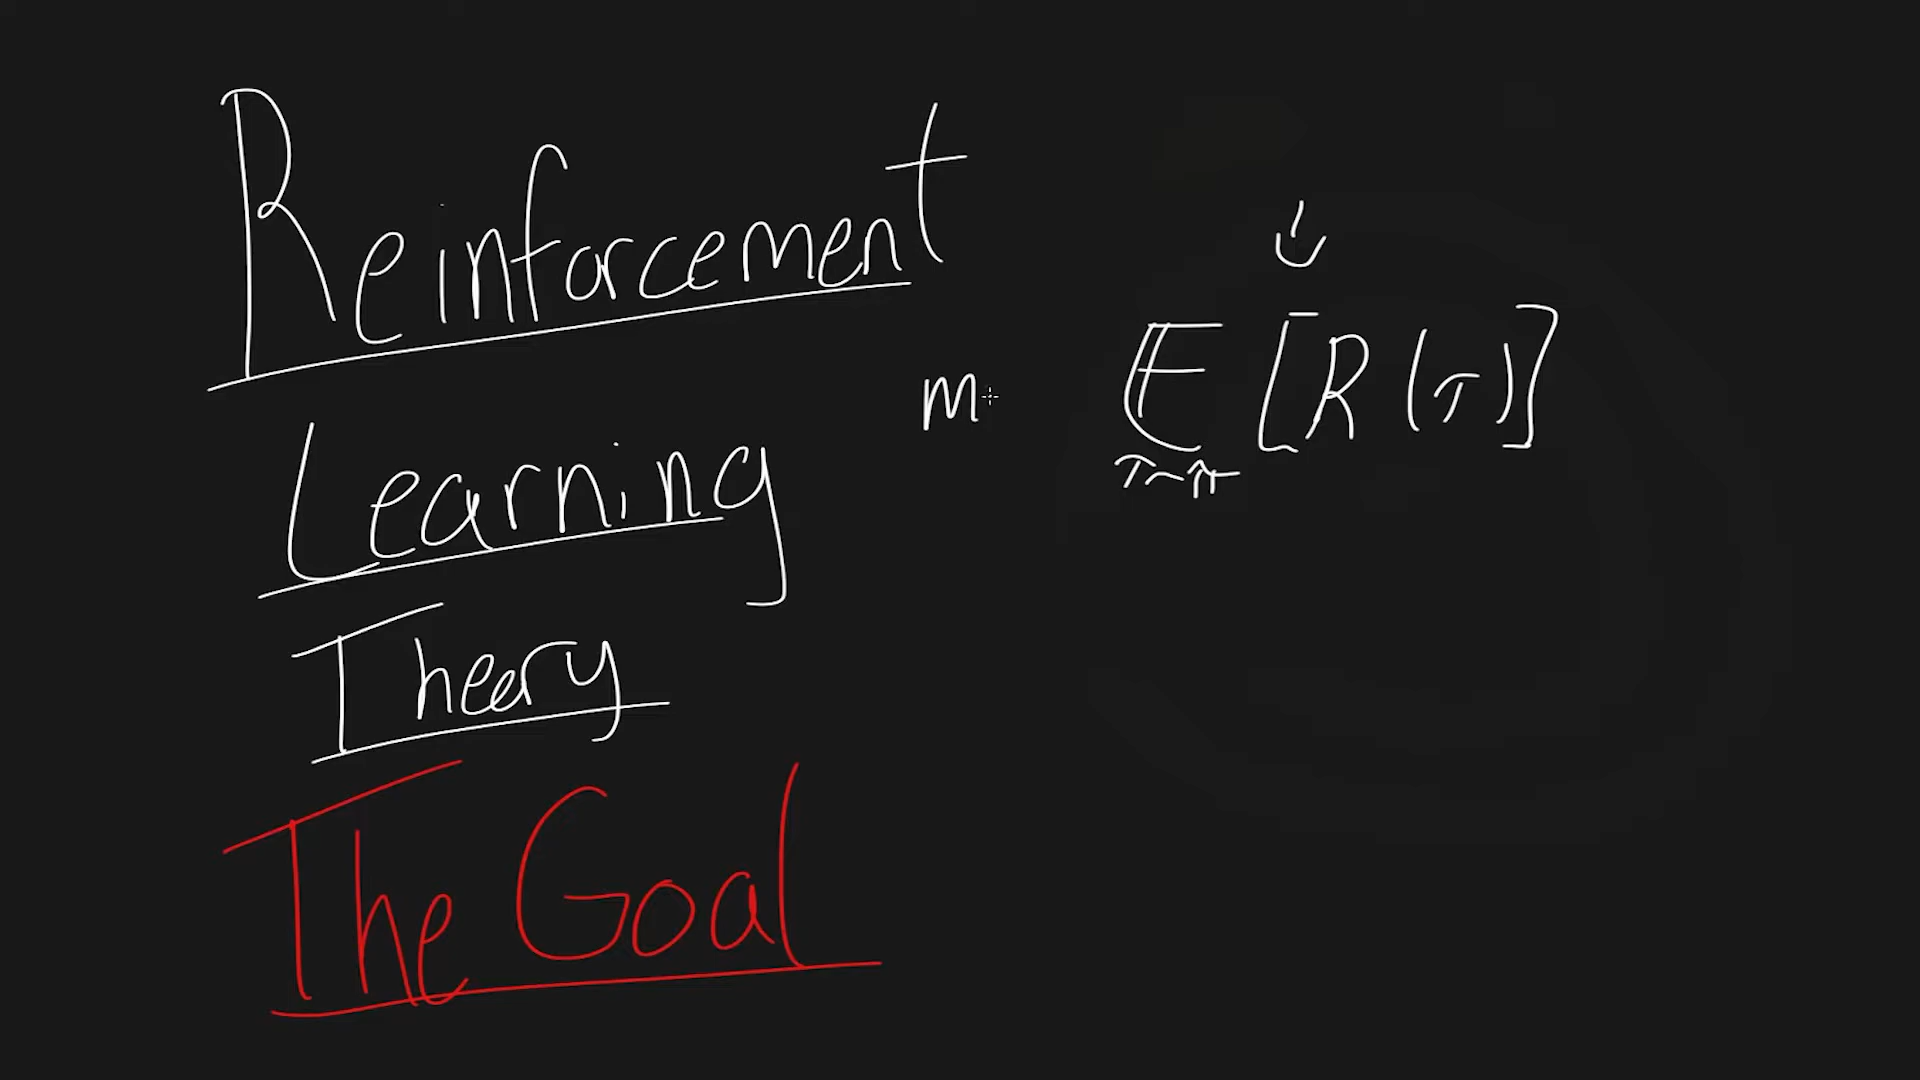 Reinforcement
Learning
Theory
The Goal
m
𝔼 [R(τ)]
τ~π